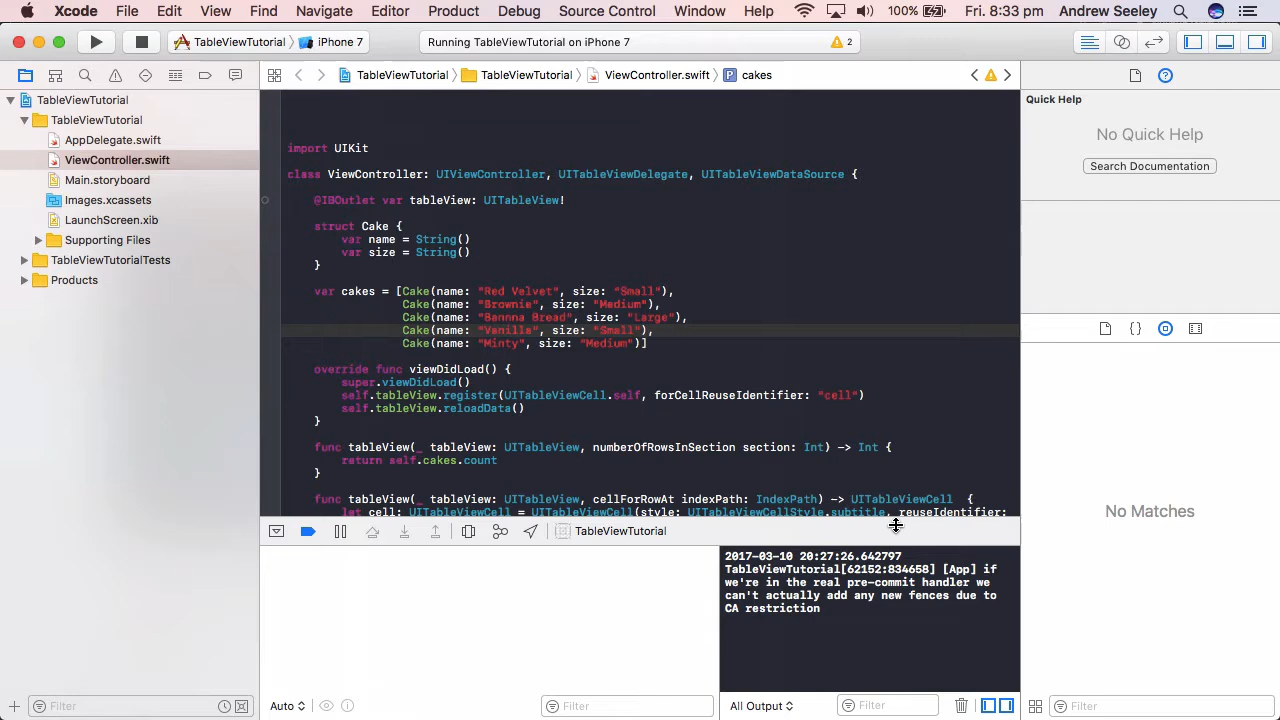 Xcode File Edit View Find Navigate Editor Product Debug Source Control Window Help 100% Fri. 8:33 pm Andrew Seeley
TableViewTutorial iPhone 7 Running TableViewTutorial on iPhone 7 2
TableViewTutorial TableViewTutorial ViewController.swift P cakes
TableViewTutorial
TableViewTutorial
AppDelegate.swift
ViewController.swift
Main.storyboard
Images.xcassets
LaunchScreen.xib
Supporting Files
TableViewTutorialTests
Products
Filter
import UIKit
class ViewController: UIViewController, UITableViewDelegate, UITableViewDataSource {
@IBOutlet var tableView: UITableView!
struct Cake {
var name = String()
var size = String()
}
var cakes = [Cake(name: "Red Velvet", size: "Small"),
Cake(name: "Brownie", size: "Medium"),
Cake(name: "Bannna Bread", size: "Large"),
Cake(name: "Vanilla", size: "Small"),
Cake(name: "Minty", size: "Medium")]
override func viewDidLoad() {
super.viewDidLoad()
self.tableView.register(UITableViewCell.self, forCellReuseIdentifier: "cell")
self.tableView.reloadData()
}
func tableView(_ tableView: UITableView, numberOfRowsInSection section: Int) -> Int {
return self.cakes.count
}
func tableView(_ tableView: UITableView, cellForRowAt indexPath: IndexPath) -> UITableViewCell {
let cell: UITableViewCell = UITableViewCell(style: UITableViewCellStyle.subtitle, reuseIdentifier:
TableViewTutorial
Auto Filter
2017-03-10 20:27:26.642797
TableViewTutorial[62152:834658] [App] if
we're in the real pre-commit handler we
can't actually add any new fences due to
CA restriction
All Output Filter
Quick Help
No Quick Help
Search Documentation
{}
No Matches
Filter